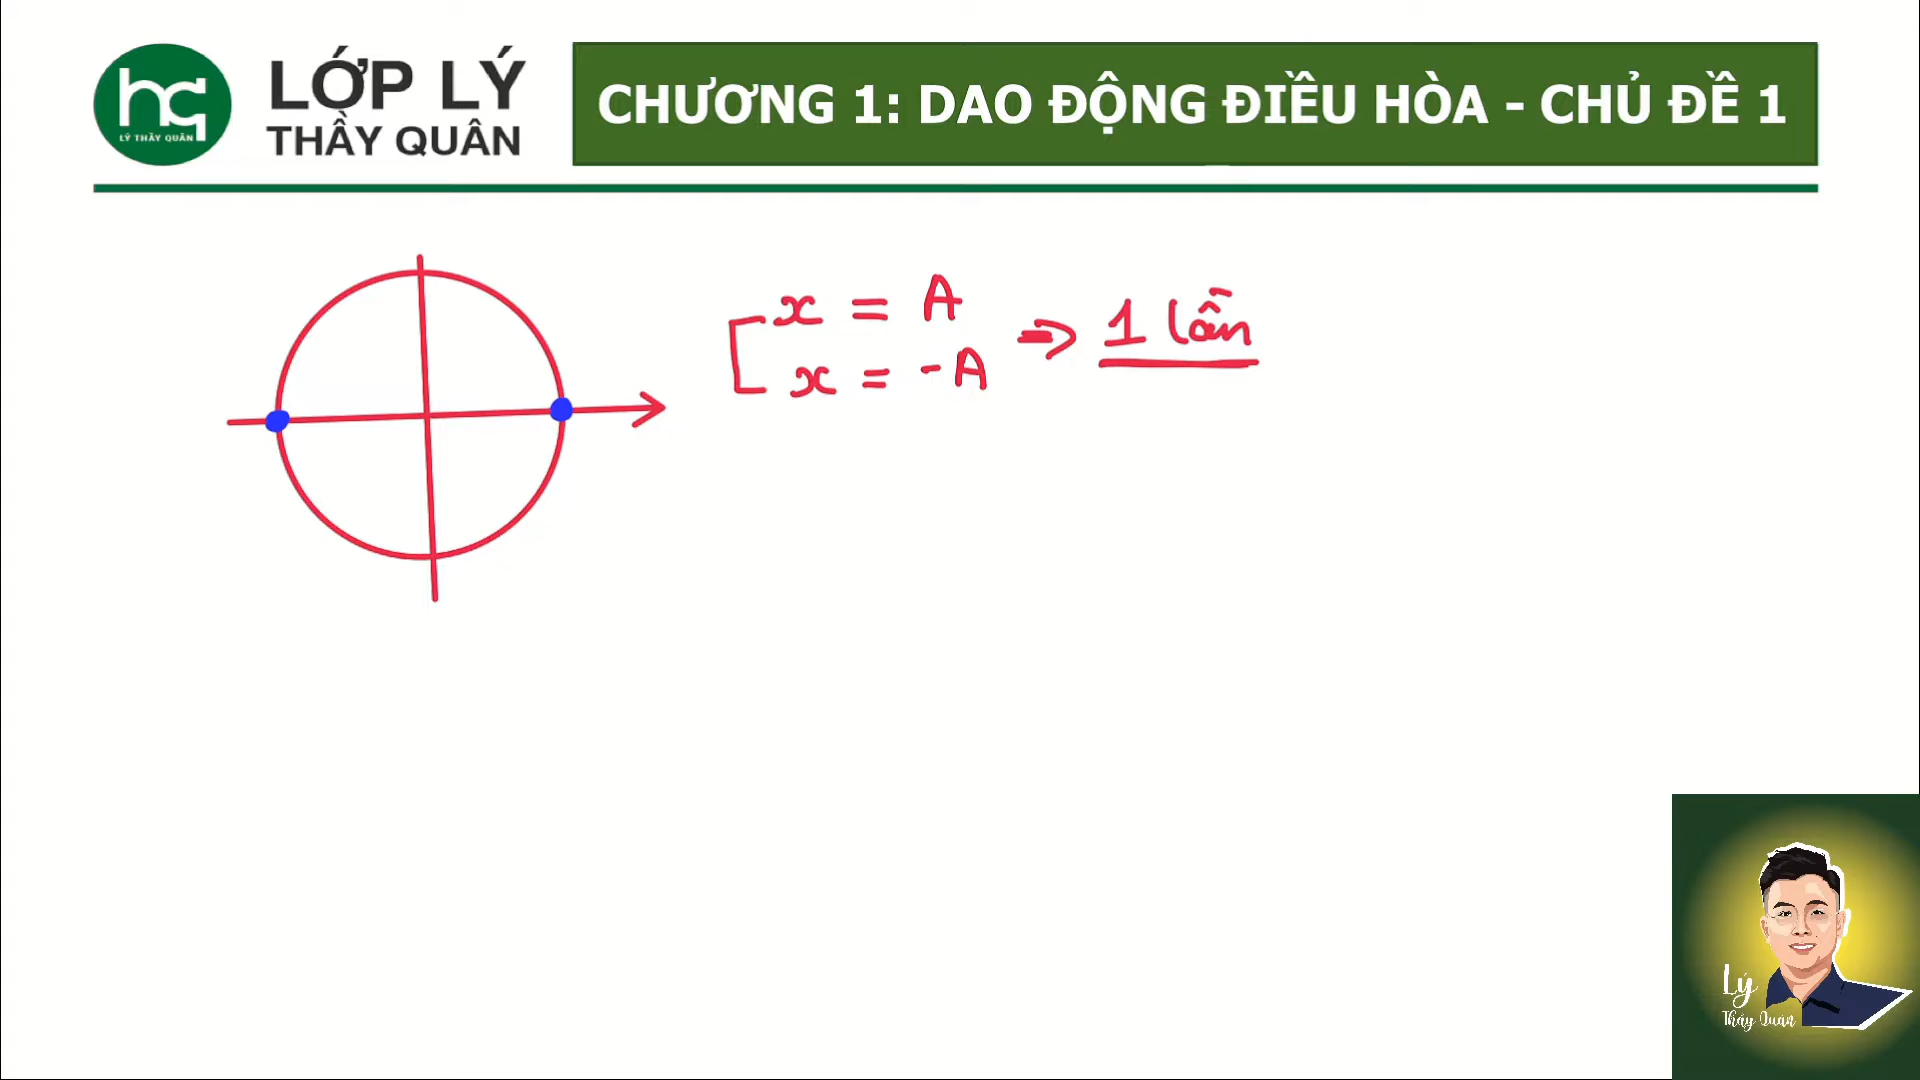 hq
LÝ THẦY QUÂN
LỚP LÝ
THẦY QUÂN
CHƯƠNG 1: DAO ĐỘNG ĐIỀU HÒA - CHỦ ĐỀ 1
x = A
x = -A
⇒ 1 lần
Lý
Thầy Quân